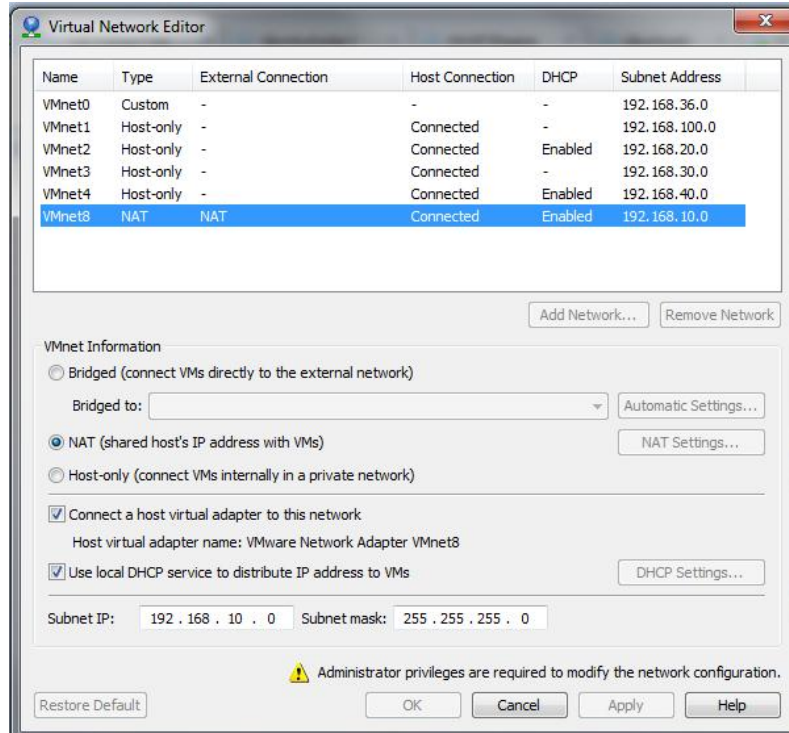 Virtual Network Editor
Name Type External Connection Host Connection DHCP Subnet Address
VMnet0 Custom - - - 192.168.36.0
VMnet1 Host-only - Connected - 192.168.100.0
VMnet2 Host-only - Connected Enabled 192.168.20.0
VMnet3 Host-only - Connected - 192.168.30.0
VMnet4 Host-only - Connected Enabled 192.168.40.0
VMnet8 NAT NAT Connected Enabled 192.168.10.0
Add Network... Remove Network
VMnet Information
Bridged (connect VMs directly to the external network)
Bridged to: Automatic Settings...
NAT (shared host's IP address with VMs) NAT Settings...
Host-only (connect VMs internally in a private network)
Connect a host virtual adapter to this network
Host virtual adapter name: VMware Network Adapter VMnet8
Use local DHCP service to distribute IP address to VMs DHCP Settings...
Subnet IP: 192 . 168 . 10 . 0 Subnet mask: 255 . 255 . 255 . 0
Administrator privileges are required to modify the network configuration.
Restore Default OK Cancel Apply Help